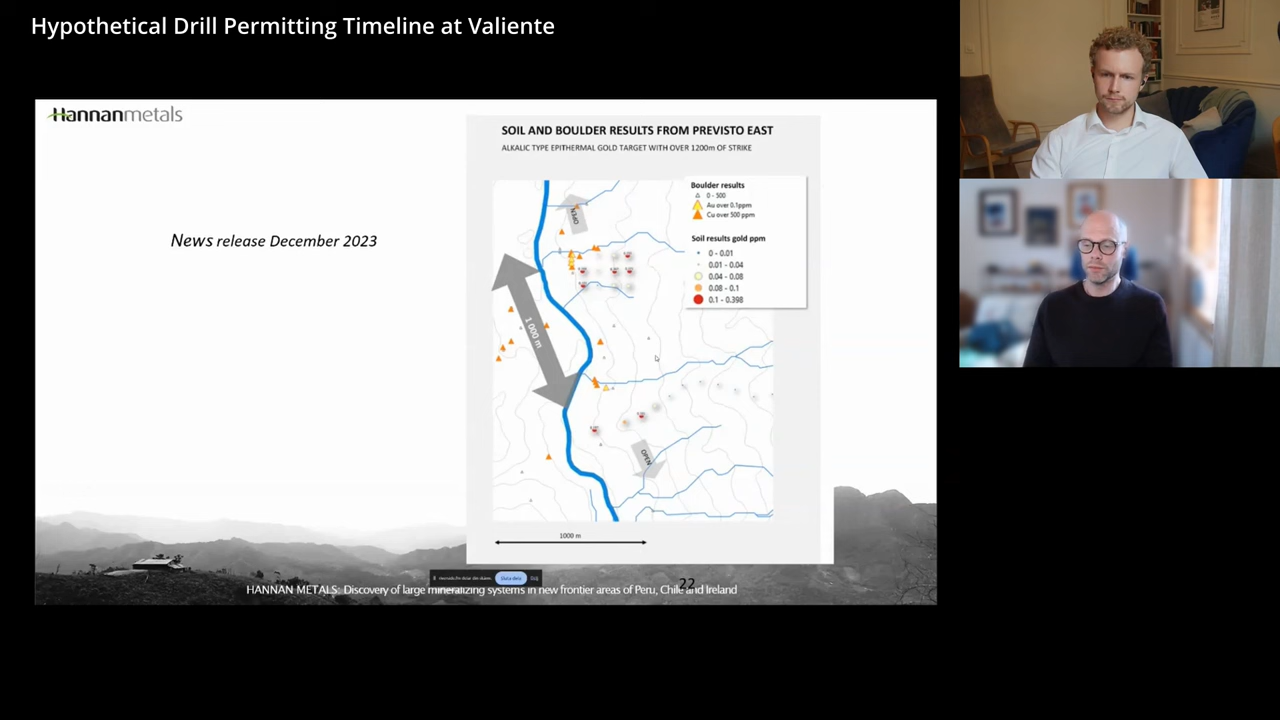 Hypothetical Drill Permitting Timeline at Valiente
Hannanmetals
SOIL AND BOULDER RESULTS FROM PREVISTO EAST
ALKALIC TYPE EPITHERMAL GOLD TARGET WITH OVER 1200m OF STRIKE
News release December 2023
Boulder results
0 - 500
Au over 0.1ppm
Cu over 500 ppm
Soil results gold ppm
0 - 0.01
0.01 - 0.04
0.04 - 0.08
0.08 - 0.1
0.1 - 0.398
OPEN
1 000 m
OPEN
1000 m
22
HANNAN METALS: Discovery of large mineralizing systems in new frontier areas of Peru, Chile and Ireland